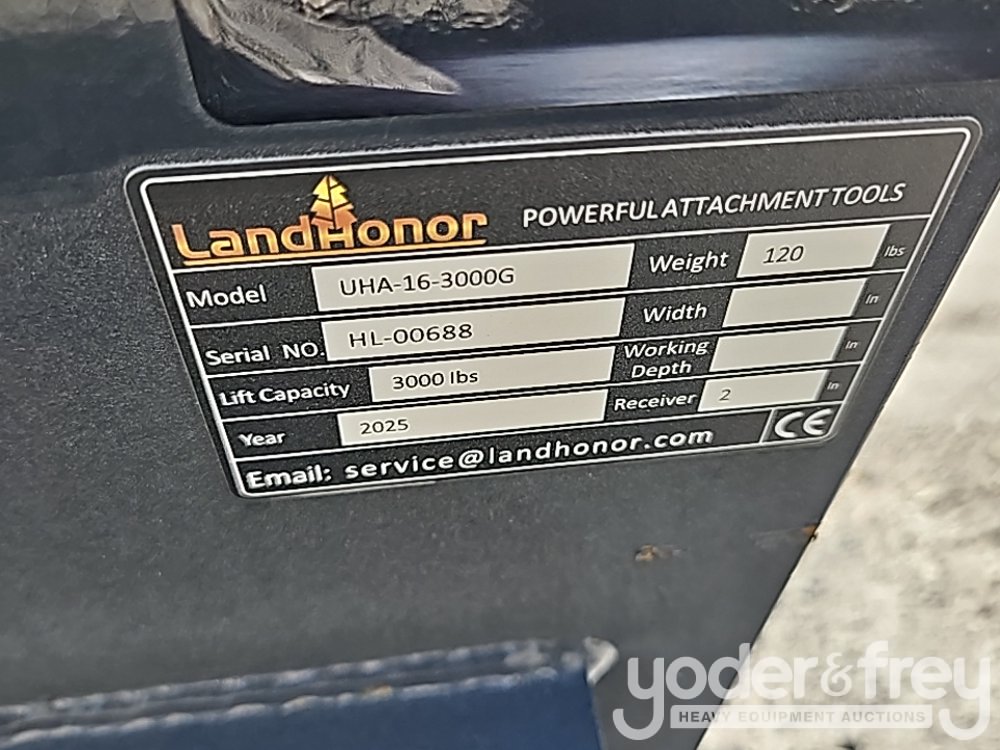 LandHonor POWERFUL ATTACHMENT TOOLS
Model UHA-16-3000G Weight 120 lbs
Serial NO. HL-00688 Width In
Lift Capacity 3000 lbs Working Depth In
Year 2025 Receiver 2 In
Email: service@landhonor.com CE
yoder&frey
HEAVY EQUIPMENT AUCTIONS